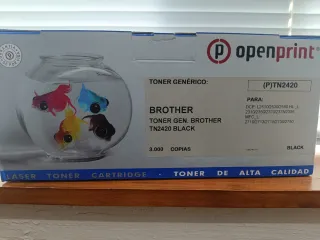 openprint
TONER GENÉRICO:
(P)TN2420
BROTHER
PARA:
TONER GEN. BROTHER
TN2420 BLACK
3.000 COPIAS
BLACK
LASER TONER CARTRIDGE - TONER DE ALTA CALIDAD